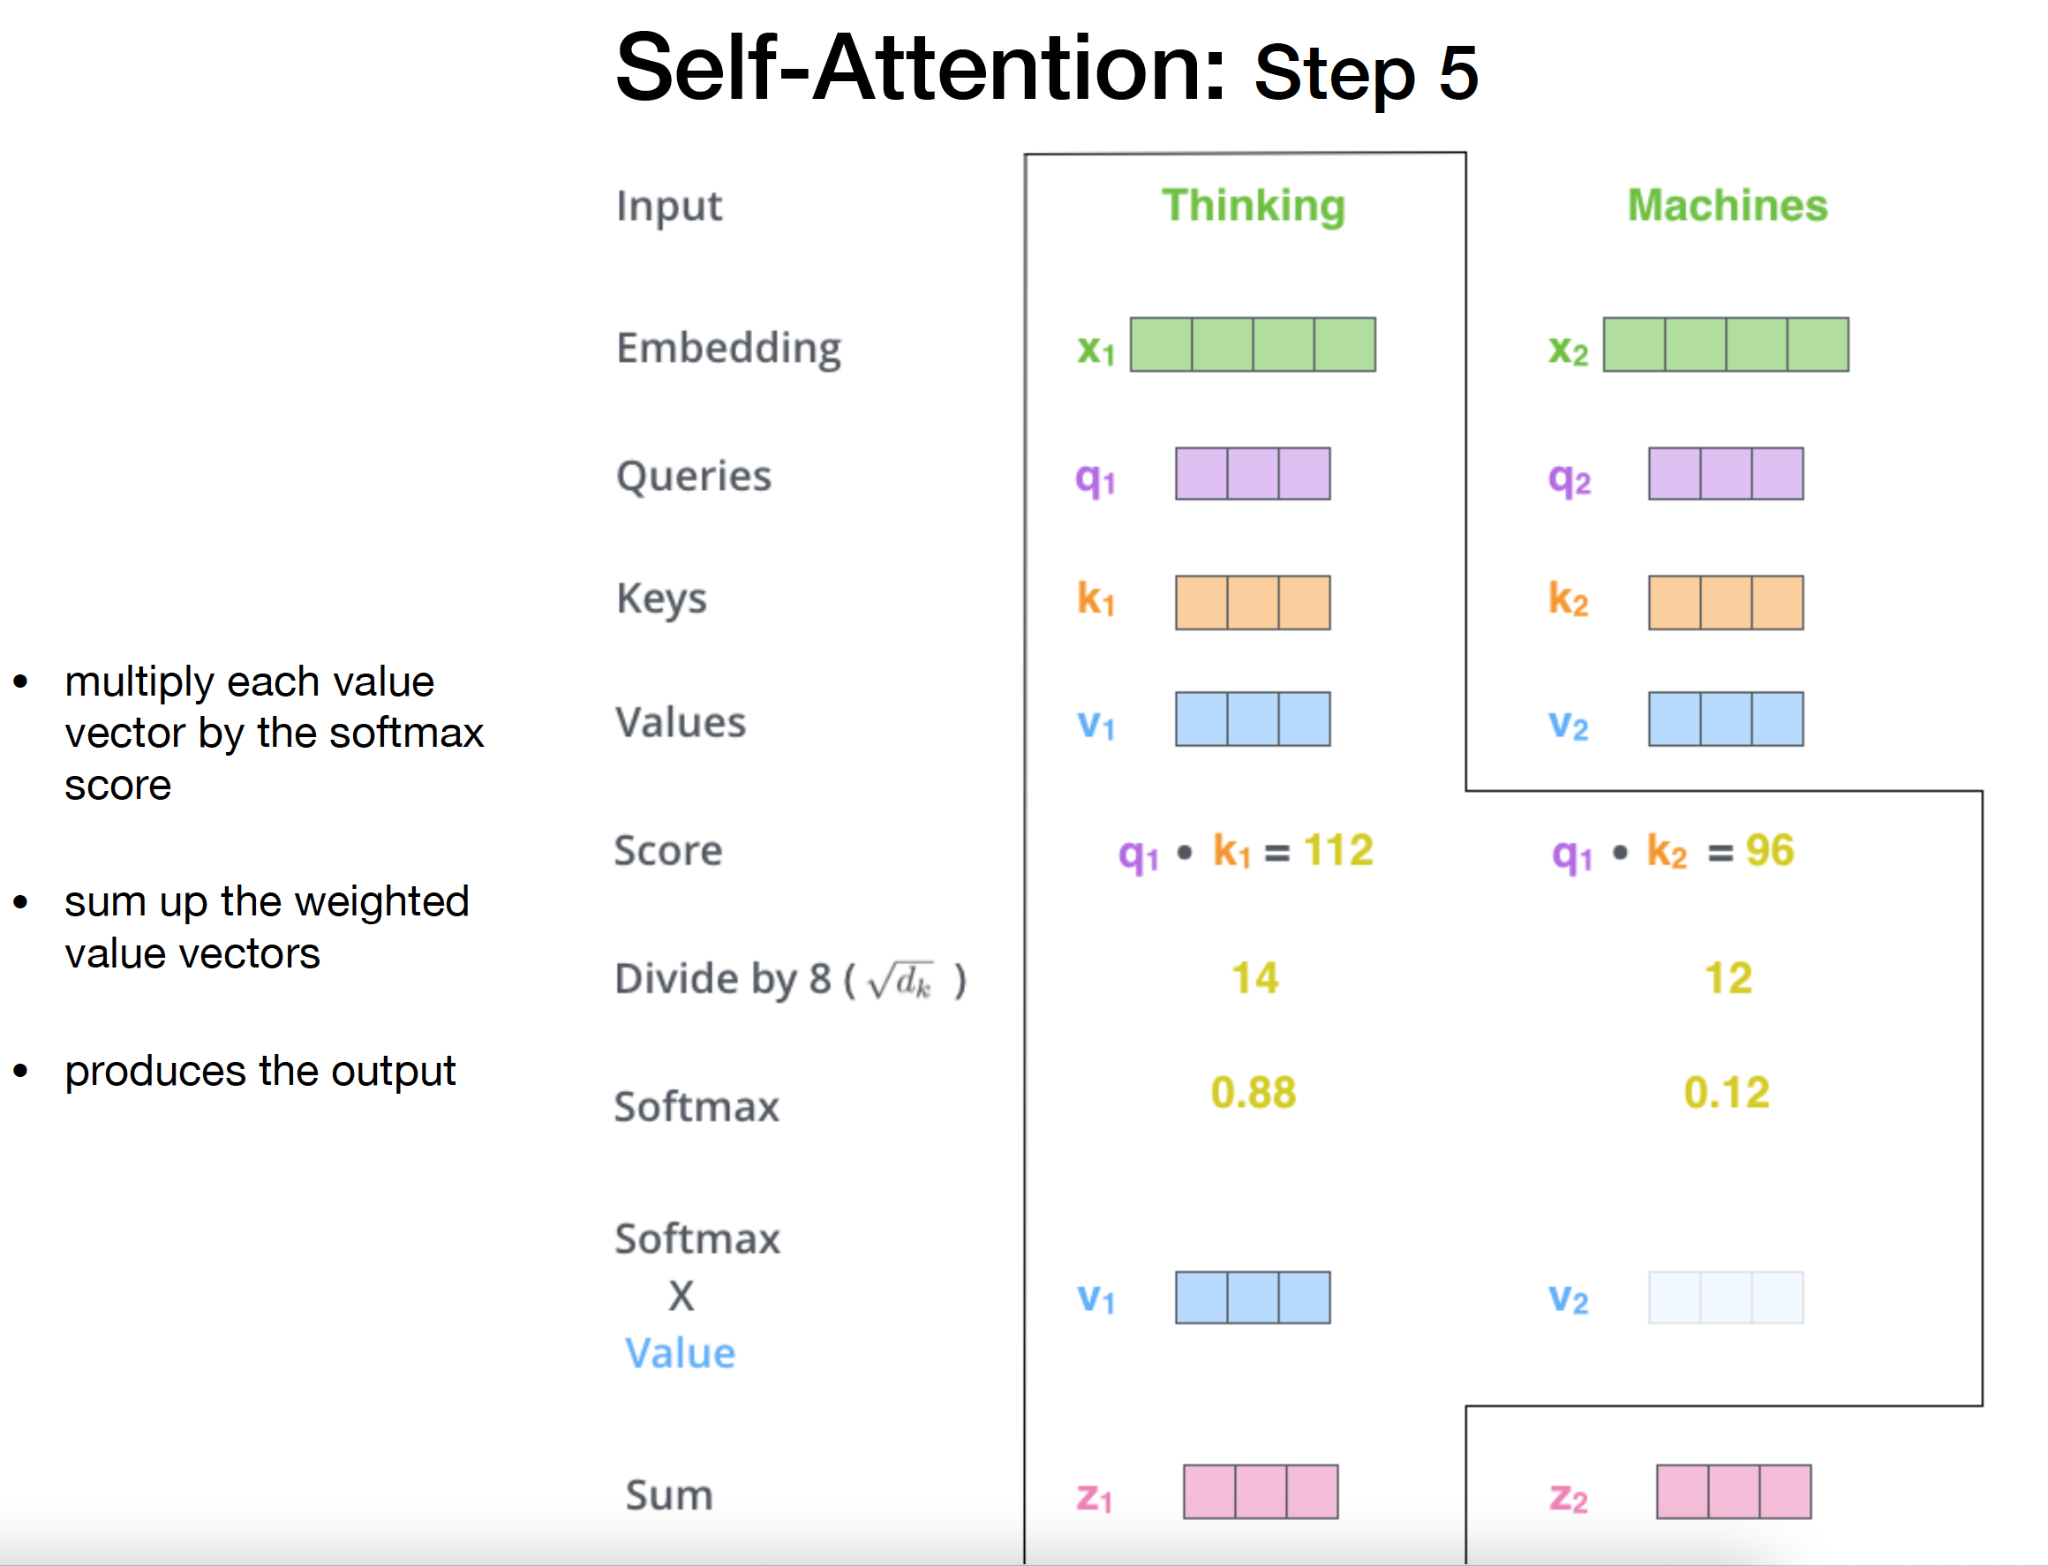 Self-Attention: Step 5
Input Thinking Machines
Embedding x₁ x₂
Queries q₁ q₂
Keys k₁ k₂
• multiply each value
vector by the softmax
score
Values v₁ v₂
Score q₁ • k₁ = 112 q₁ • k₂ = 96
• sum up the weighted
value vectors
Divide by 8 ( √dₖ ) 14 12
• produces the output
Softmax 0.88 0.12
Softmax
X
Value
v₁ v₂
Sum z₁ z₂